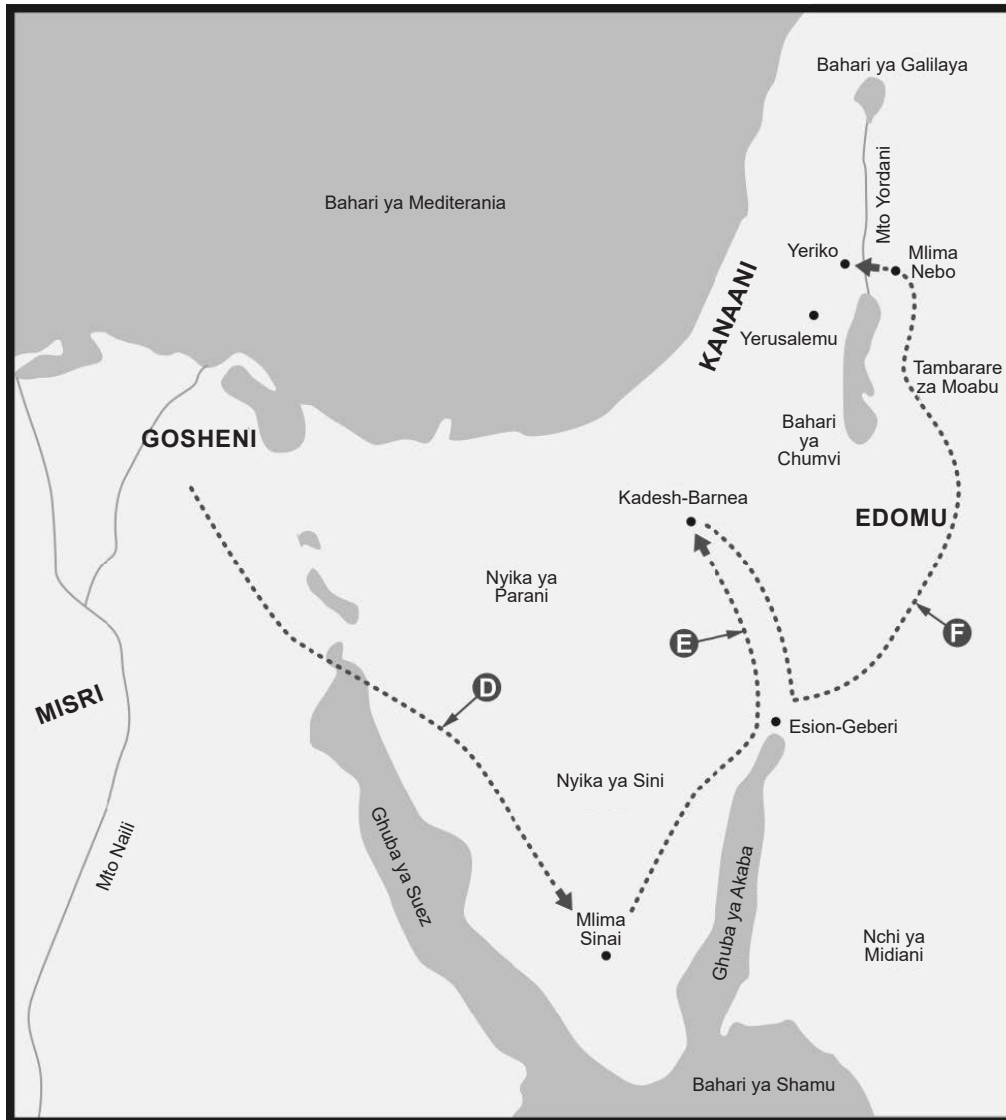 Bahari ya Galilaya
Mto Yordani
Bahari ya Mediterania
Yeriko
Mlima
Nebo
KANAANI
Yerusalemu
Tambarare
za Moabu
GOSHENI
Bahari
ya
Chumvi
Kadesh-Barnea
EDOMU
Nyika ya
Parani
E
F
D
MISRI
Esion-Geberi
Nyika ya Sini
Mto Naili
Ghuba ya Suez
Ghuba ya Akaba
Mlima
Sinai
Nchi ya
Midiani
Bahari ya Shamu